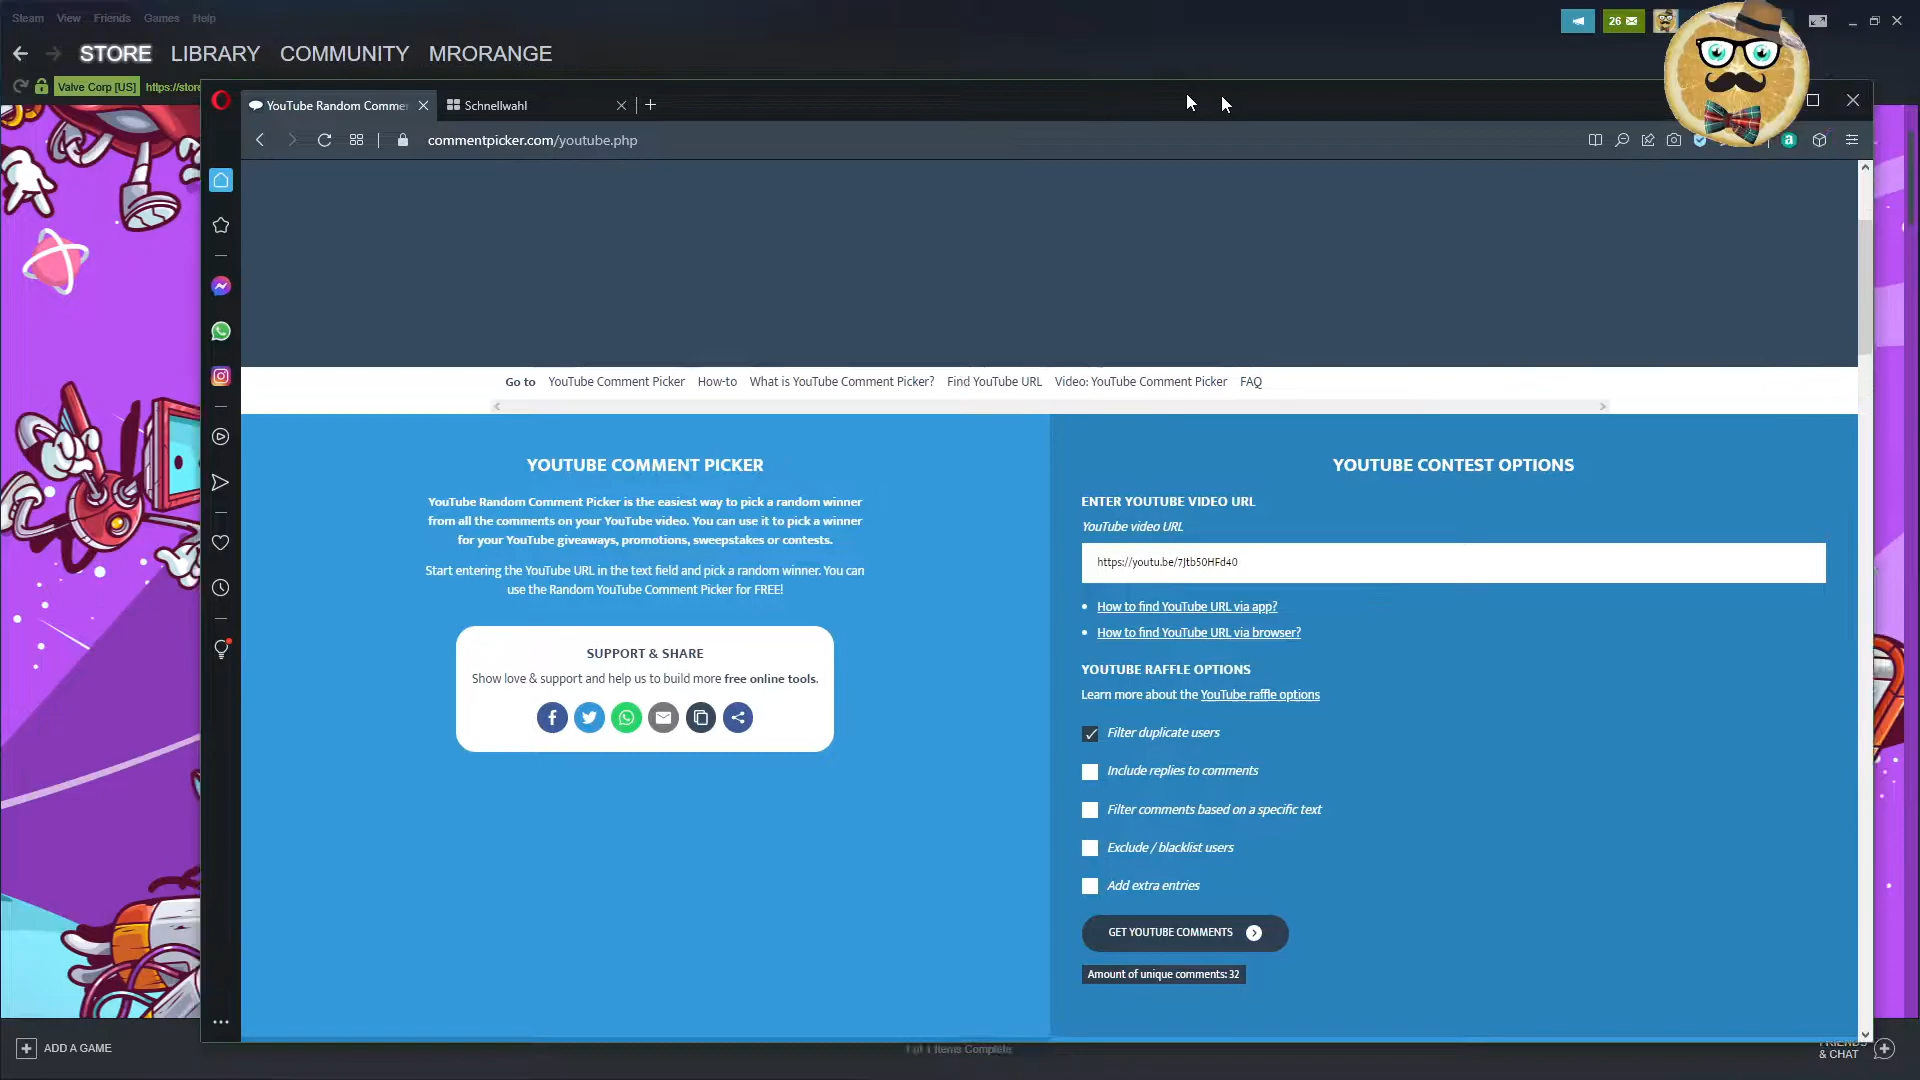 Steam View Friends Games Help
26
STORE LIBRARY COMMUNITY MRORANGE
Valve Corp [US] https://store
YouTube Random Commer
Schnellwahl
commentpicker.com/youtube.php
Go to YouTube Comment Picker How-to What is YouTube Comment Picker? Find YouTube URL Video: YouTube Comment Picker FAQ
YOUTUBE COMMENT PICKER
YouTube Random Comment Picker is the easiest way to pick a random winner
from all the comments on your YouTube video. You can use it to pick a winner
for your YouTube giveaways, promotions, sweepstakes or contests.
Start entering the YouTube URL in the text field and pick a random winner. You can
use the Random YouTube Comment Picker for FREE!
SUPPORT & SHARE
Show love & support and help us to build more free online tools.
YOUTUBE CONTEST OPTIONS
ENTER YOUTUBE VIDEO URL
YouTube video URL
https://youtu.be/7Jtb50HFd40
How to find YouTube URL via app?
How to find YouTube URL via browser?
YOUTUBE RAFFLE OPTIONS
Learn more about the YouTube raffle options
Filter duplicate users
Include replies to comments
Filter comments based on a specific text
Exclude / blacklist users
Add extra entries
GET YOUTUBE COMMENTS
Amount of unique comments: 32
ADD A GAME
1 of 1 Items Complete
FRIENDS
& CHAT